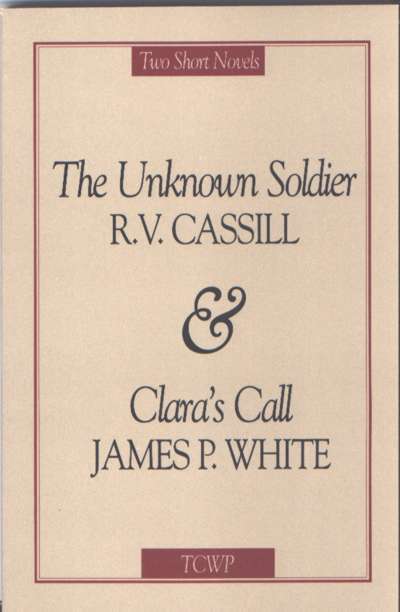 Two Short Novels
The Unknown Soldier
R.V. CASSILL
&
Clara's Call
JAMES P. WHITE
TCWP